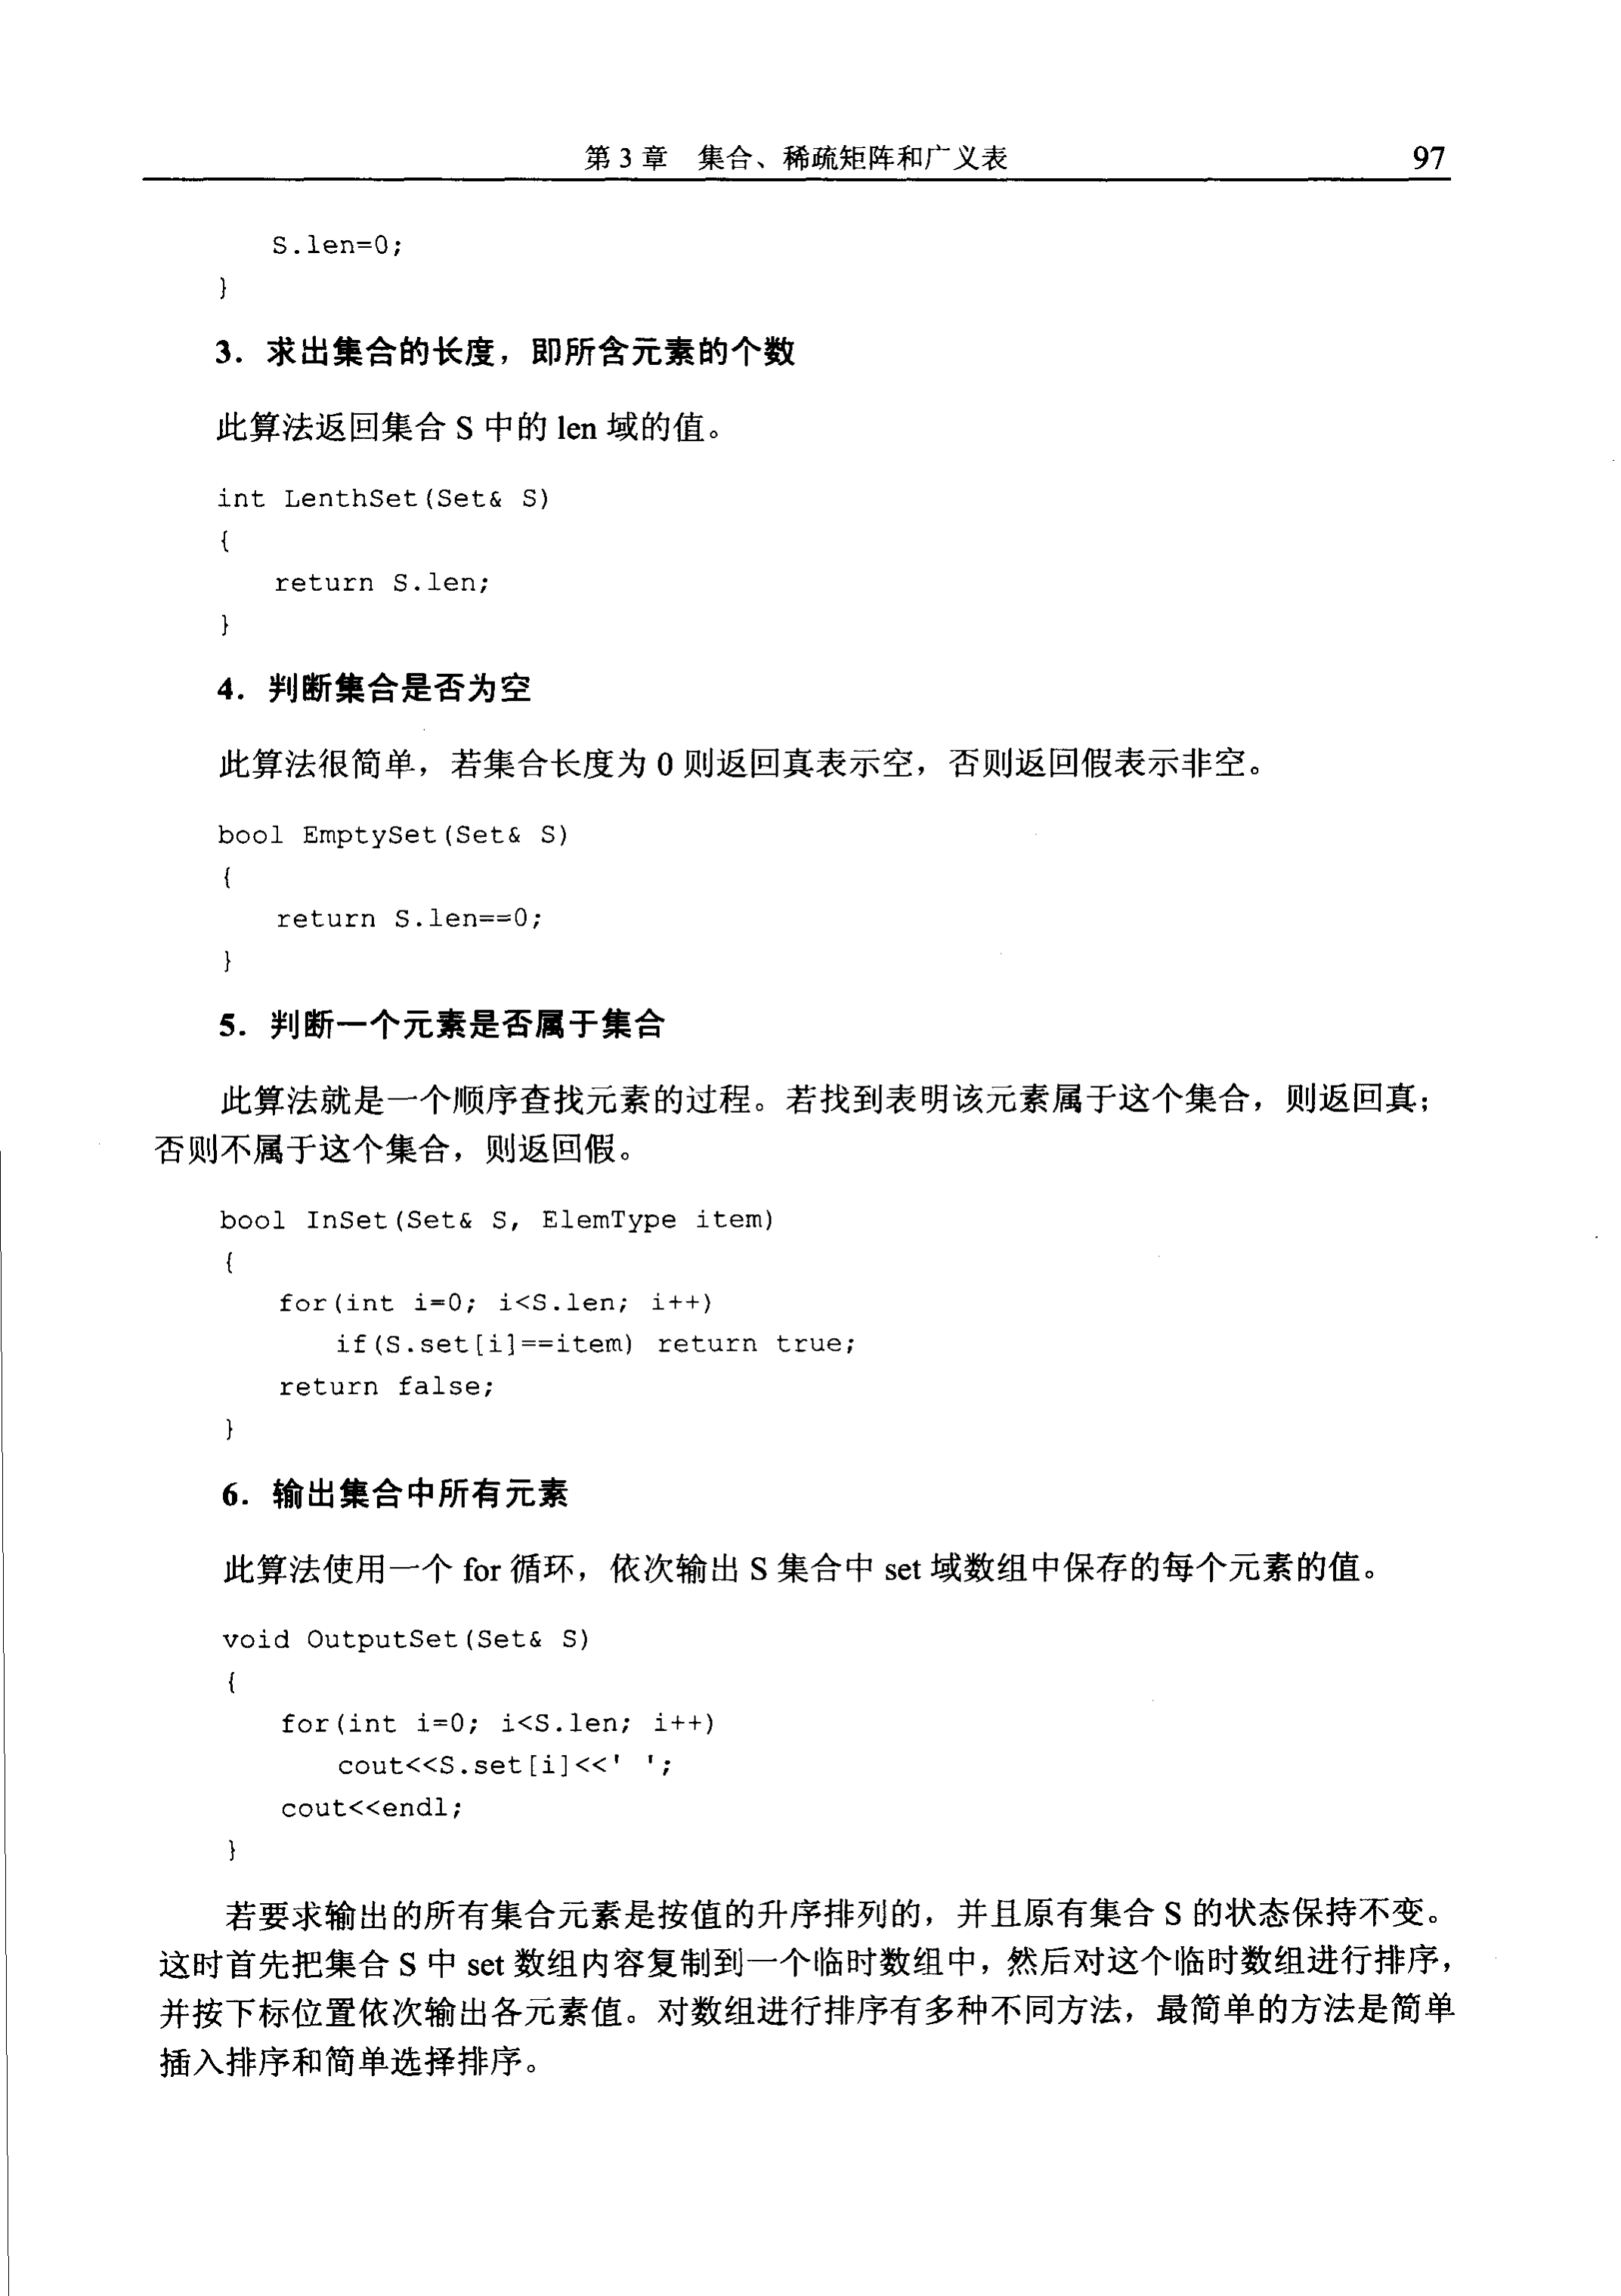 第 3 章　集合、稀疏矩阵和广义表　97
S.len=0;
}
3．求出集合的长度，即所含元素的个数
此算法返回集合 S 中的 len 域的值。
int LenthSet(Set& S)
{
return S.len;
}
4．判断集合是否为空
此算法很简单，若集合长度为 0 则返回真表示空，否则返回假表示非空。
bool EmptySet(Set& S)
{
return S.len==0;
}
5．判断一个元素是否属于集合
此算法就是一个顺序查找元素的过程。若找到表明该元素属于这个集合，则返回真；
否则不属于这个集合，则返回假。
bool InSet(Set& S, ElemType item)
{
for(int i=0; i<S.len; i++)
if(S.set[i]==item) return true;
return false;
}
6．输出集合中所有元素
此算法使用一个 for 循环，依次输出 S 集合中 set 域数组中保存的每个元素的值。
void OutputSet(Set& S)
{
for(int i=0; i<S.len; i++)
cout<<S.set[i]<<' ';
cout<<endl;
}
若要求输出的所有集合元素是按值的升序排列的，并且原有集合 S 的状态保持不变。
这时首先把集合 S 中 set 数组内容复制到一个临时数组中，然后对这个临时数组进行排序，
并按下标位置依次输出各元素值。对数组进行排序有多种不同方法，最简单的方法是简单
插入排序和简单选择排序。